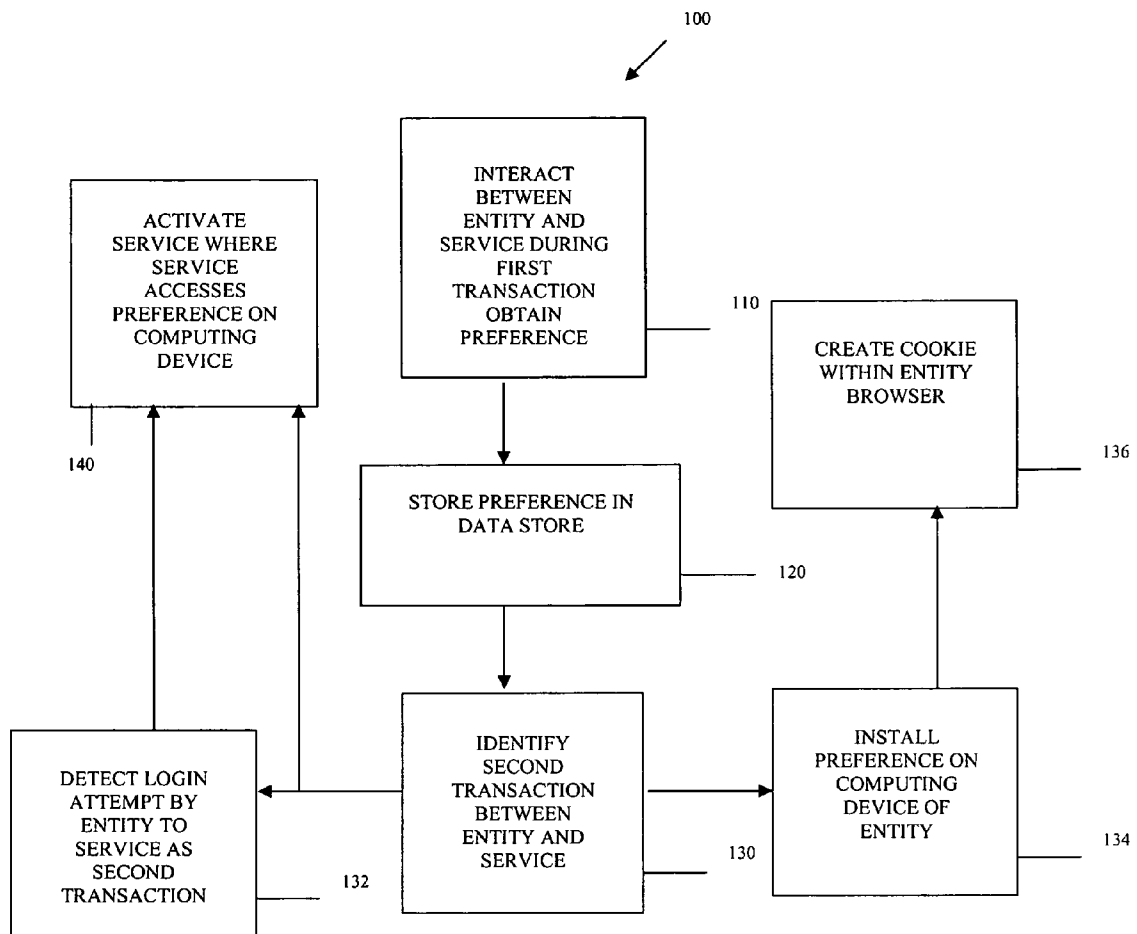 100
INTERACT
BETWEEN
ENTITY AND
SERVICE DURING
FIRST
TRANSACTION
OBTAIN
PREFERENCE
110
ACTIVATE
SERVICE WHERE
SERVICE
ACCESSES
PREFERENCE ON
COMPUTING
DEVICE
140
CREATE COOKIE
WITHIN ENTITY
BROWSER
136
STORE PREFERENCE IN
DATA STORE
120
DETECT LOGIN
ATTEMPT BY
ENTITY TO
SERVICE AS
SECOND
TRANSACTION
132
IDENTIFY
SECOND
TRANSACTION
BETWEEN
ENTITY AND
SERVICE
130
INSTALL
PREFERENCE ON
COMPUTING
DEVICE OF
ENTITY
134